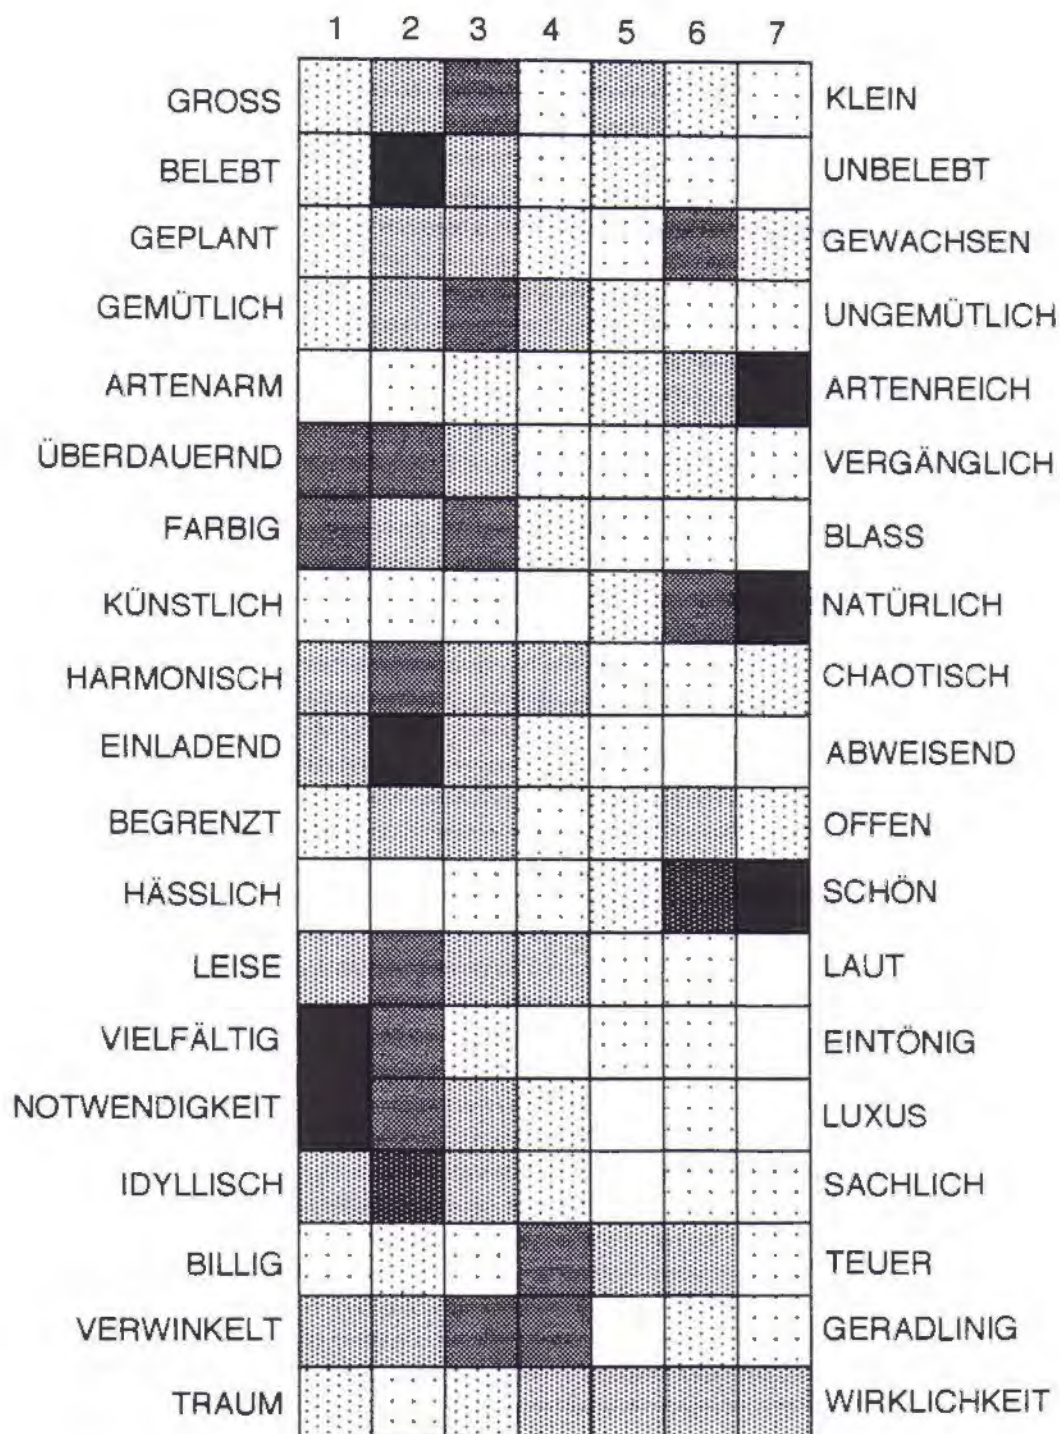 1 2 3 4 5 6 7
GROSS KLEIN
BELEBT UNBELEBT
GEPLANT GEWACHSEN
GEMÜTLICH UNGEMÜTLICH
ARTENARM ARTENREICH
ÜBERDAUERND VERGÄNGLICH
FARBIG BLASS
KÜNSTLICH NATÜRLICH
HARMONISCH CHAOTISCH
EINLADEND ABWEISEND
BEGRENZT OFFEN
HÄSSLICH SCHÖN
LEISE LAUT
VIELFÄLTIG EINTÖNIG
NOTWENDIGKEIT LUXUS
IDYLLISCH SACHLICH
BILLIG TEUER
VERWINKELT GERADLINIG
TRAUM WIRKLICHKEIT